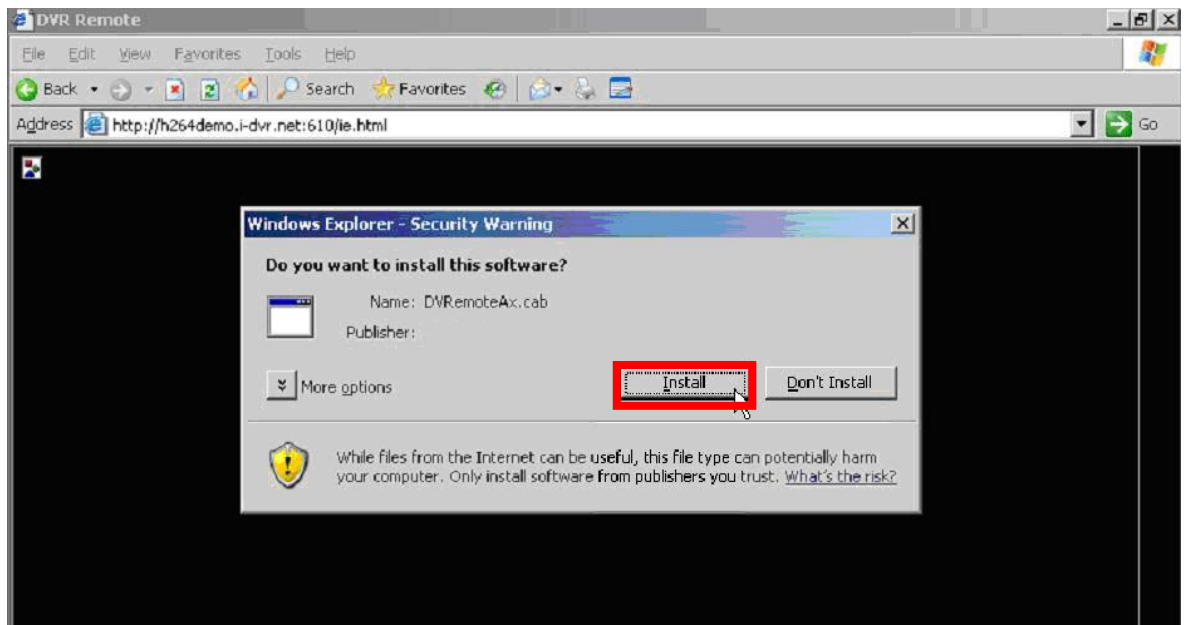 DVR Remote
File Edit View Favorites Tools Help
Back Search Favorites
Address http://h264demo.i-dvr.net:610/ie.html Go
Windows Explorer - Security Warning
Do you want to install this software?
Name: DVRemoteAx.cab
Publisher:
More options Install Don't Install
While files from the Internet can be useful, this file type can potentially harm
your computer. Only install software from publishers you trust. What's the risk?